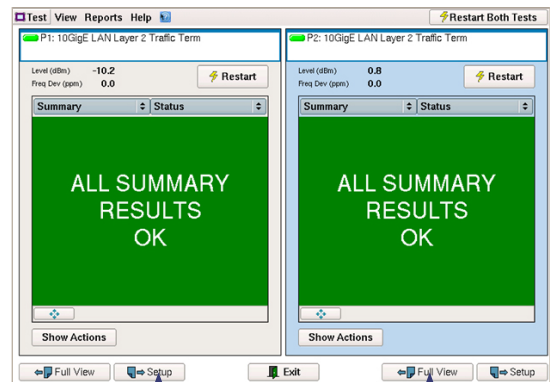 Test View Reports Help
Restart Both Tests
P1: 10GigE LAN Layer 2 Traffic Term
Level (dBm) -10.2
Freq Dev (ppm) 0.0
Restart
Summary Status
ALL SUMMARY
RESULTS
OK
Show Actions
P2: 10GigE LAN Layer 2 Traffic Term
Level (dBm) 0.8
Freq Dev (ppm) 0.0
Restart
Summary Status
ALL SUMMARY
RESULTS
OK
Show Actions
Full View Setup Exit Full View Setup